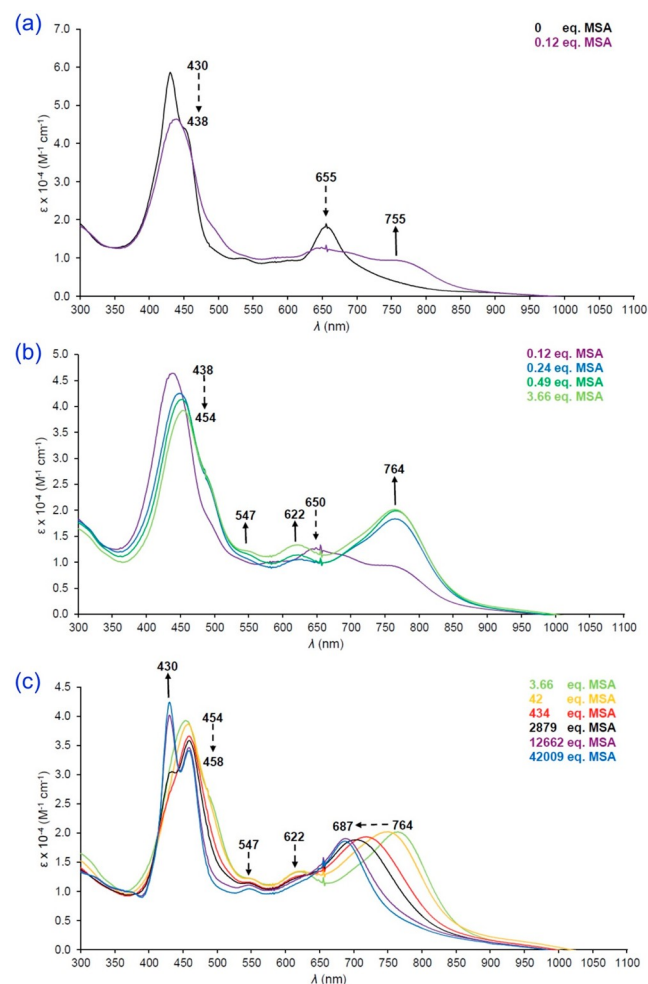 (a)
0 eq. MSA
0.12 eq. MSA
7.0
6.0
5.0
4.0
3.0
2.0
1.0
0.0
ε x 10-4 (M-1 cm-1)
430
438
655
755
300 350 400 450 500 550 600 650 700 750 800 850 900 950 1000 1050 1100
λ (nm)
(b)
0.12 eq. MSA
0.24 eq. MSA
0.49 eq. MSA
3.66 eq. MSA
5.0
4.5
4.0
3.5
3.0
2.5
2.0
1.5
1.0
0.5
0.0
ε x 10-4 (M-1 cm-1)
438
454
547
622
650
764
300 350 400 450 500 550 600 650 700 750 800 850 900 950 1000 1050 1100
λ (nm)
(c)
3.66 eq. MSA
42 eq. MSA
434 eq. MSA
2879 eq. MSA
12662 eq. MSA
42009 eq. MSA
4.5
4.0
3.5
3.0
2.5
2.0
1.5
1.0
0.5
0.0
ε x 10-4 (M-1 cm-1)
430
454
458
547
622
687
764
300 350 400 450 500 550 600 650 700 750 800 850 900 950 1000 1050 1100
λ (nm)